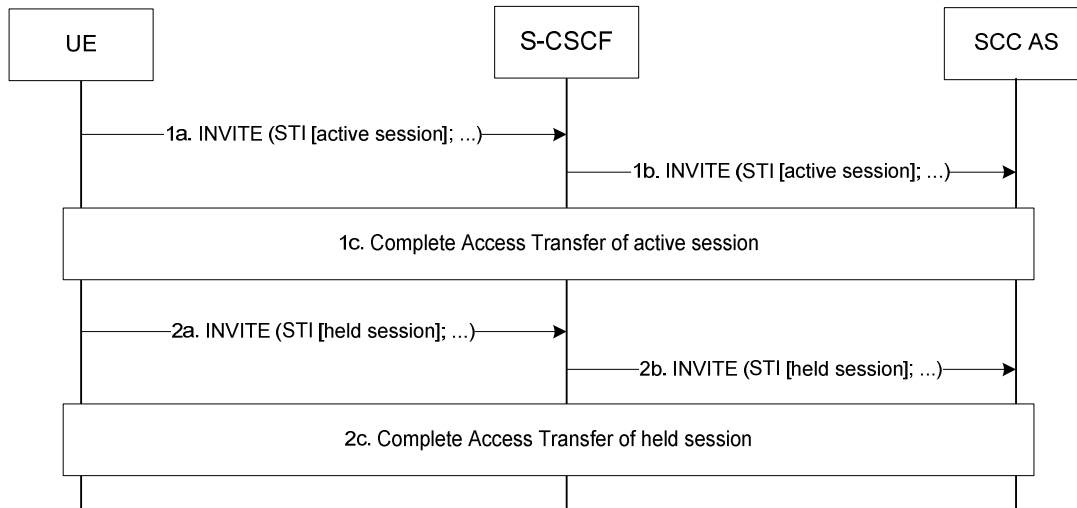 UE
S-CSCF
SCC AS
1a. INVITE (STI [active session]; ...)
1b. INVITE (STI [active session]; ...)
1c. Complete Access Transfer of active session
2a. INVITE (STI [held session]; ...)
2b. INVITE (STI [held session]; ...)
2c. Complete Access Transfer of held session